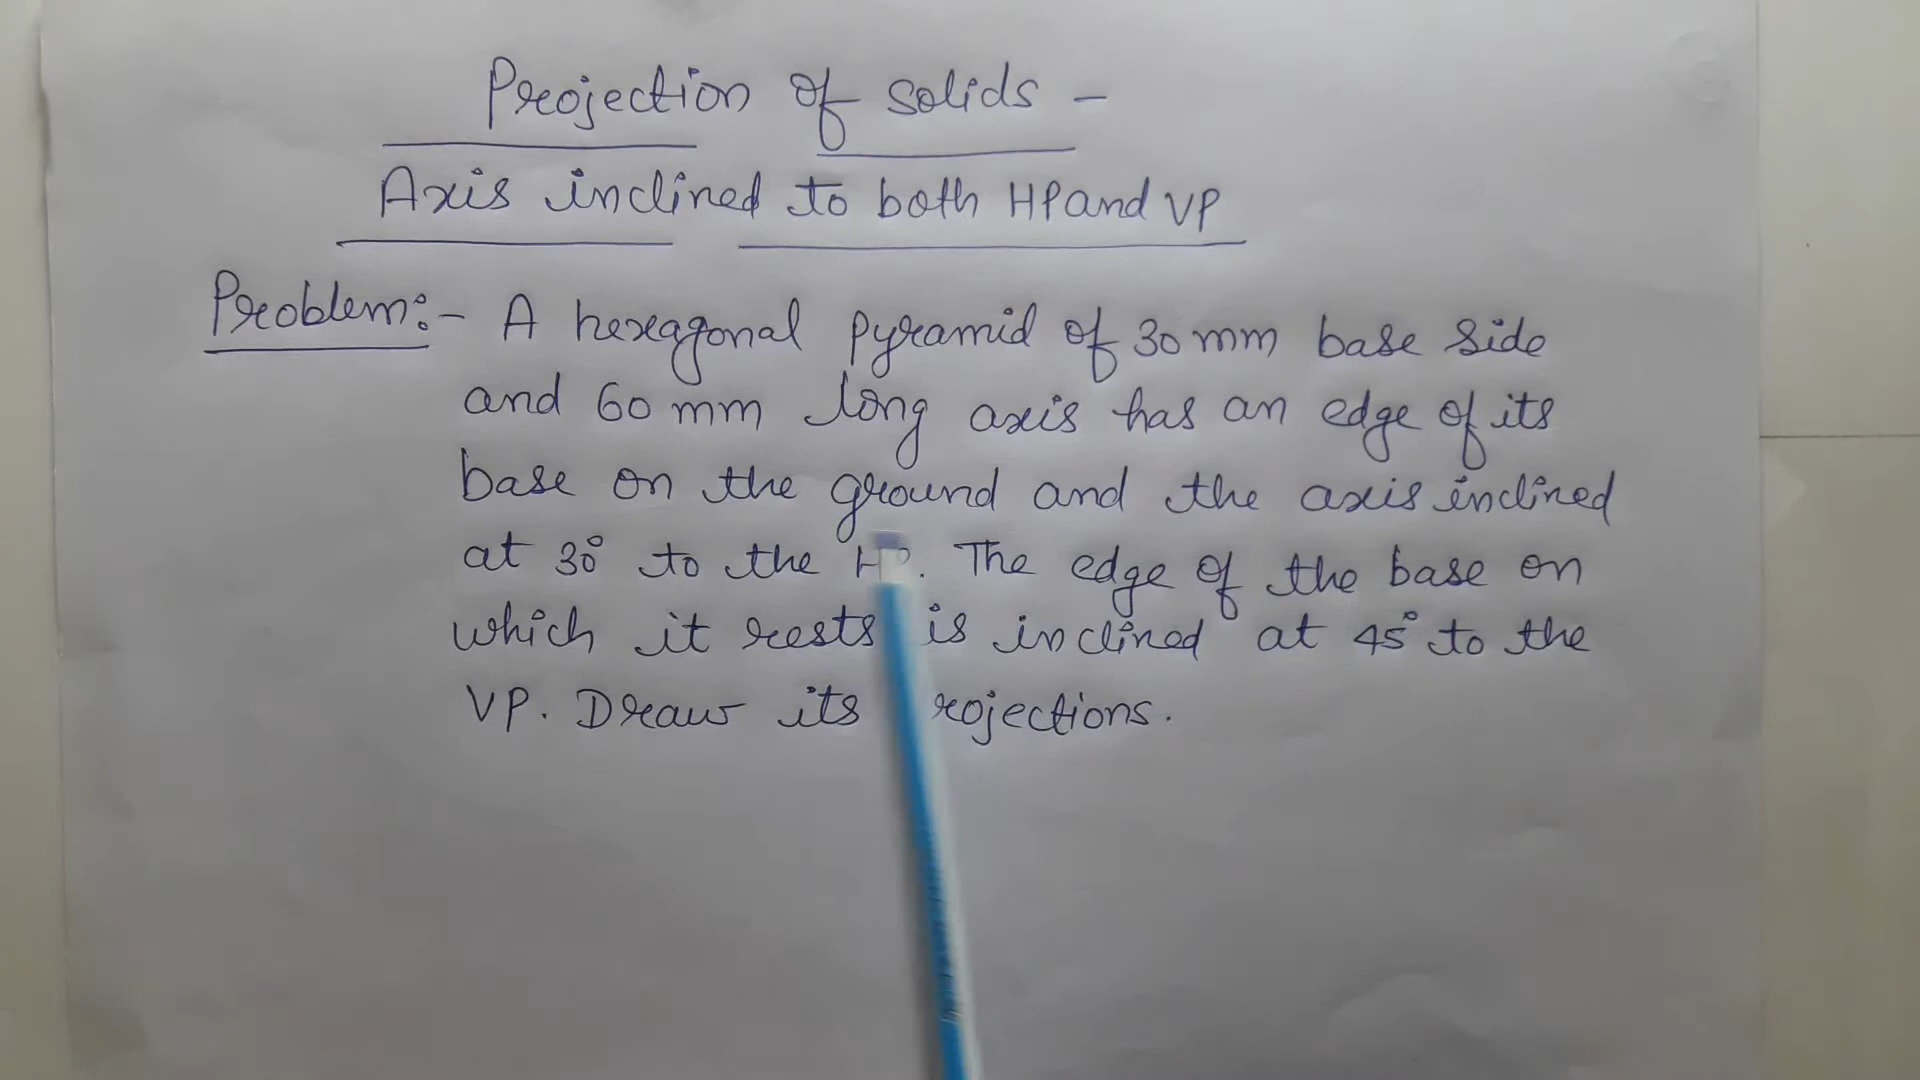 Projection of solids -
Axis inclined to both HP and VP
Problem:- A hexagonal pyramid of 30 mm base side
and 60 mm long axis has an edge of its
base on the ground and the axis inclined
at 30° to the HP. The edge of the base on
which it rests is inclined at 45° to the
VP. Draw its rojections.